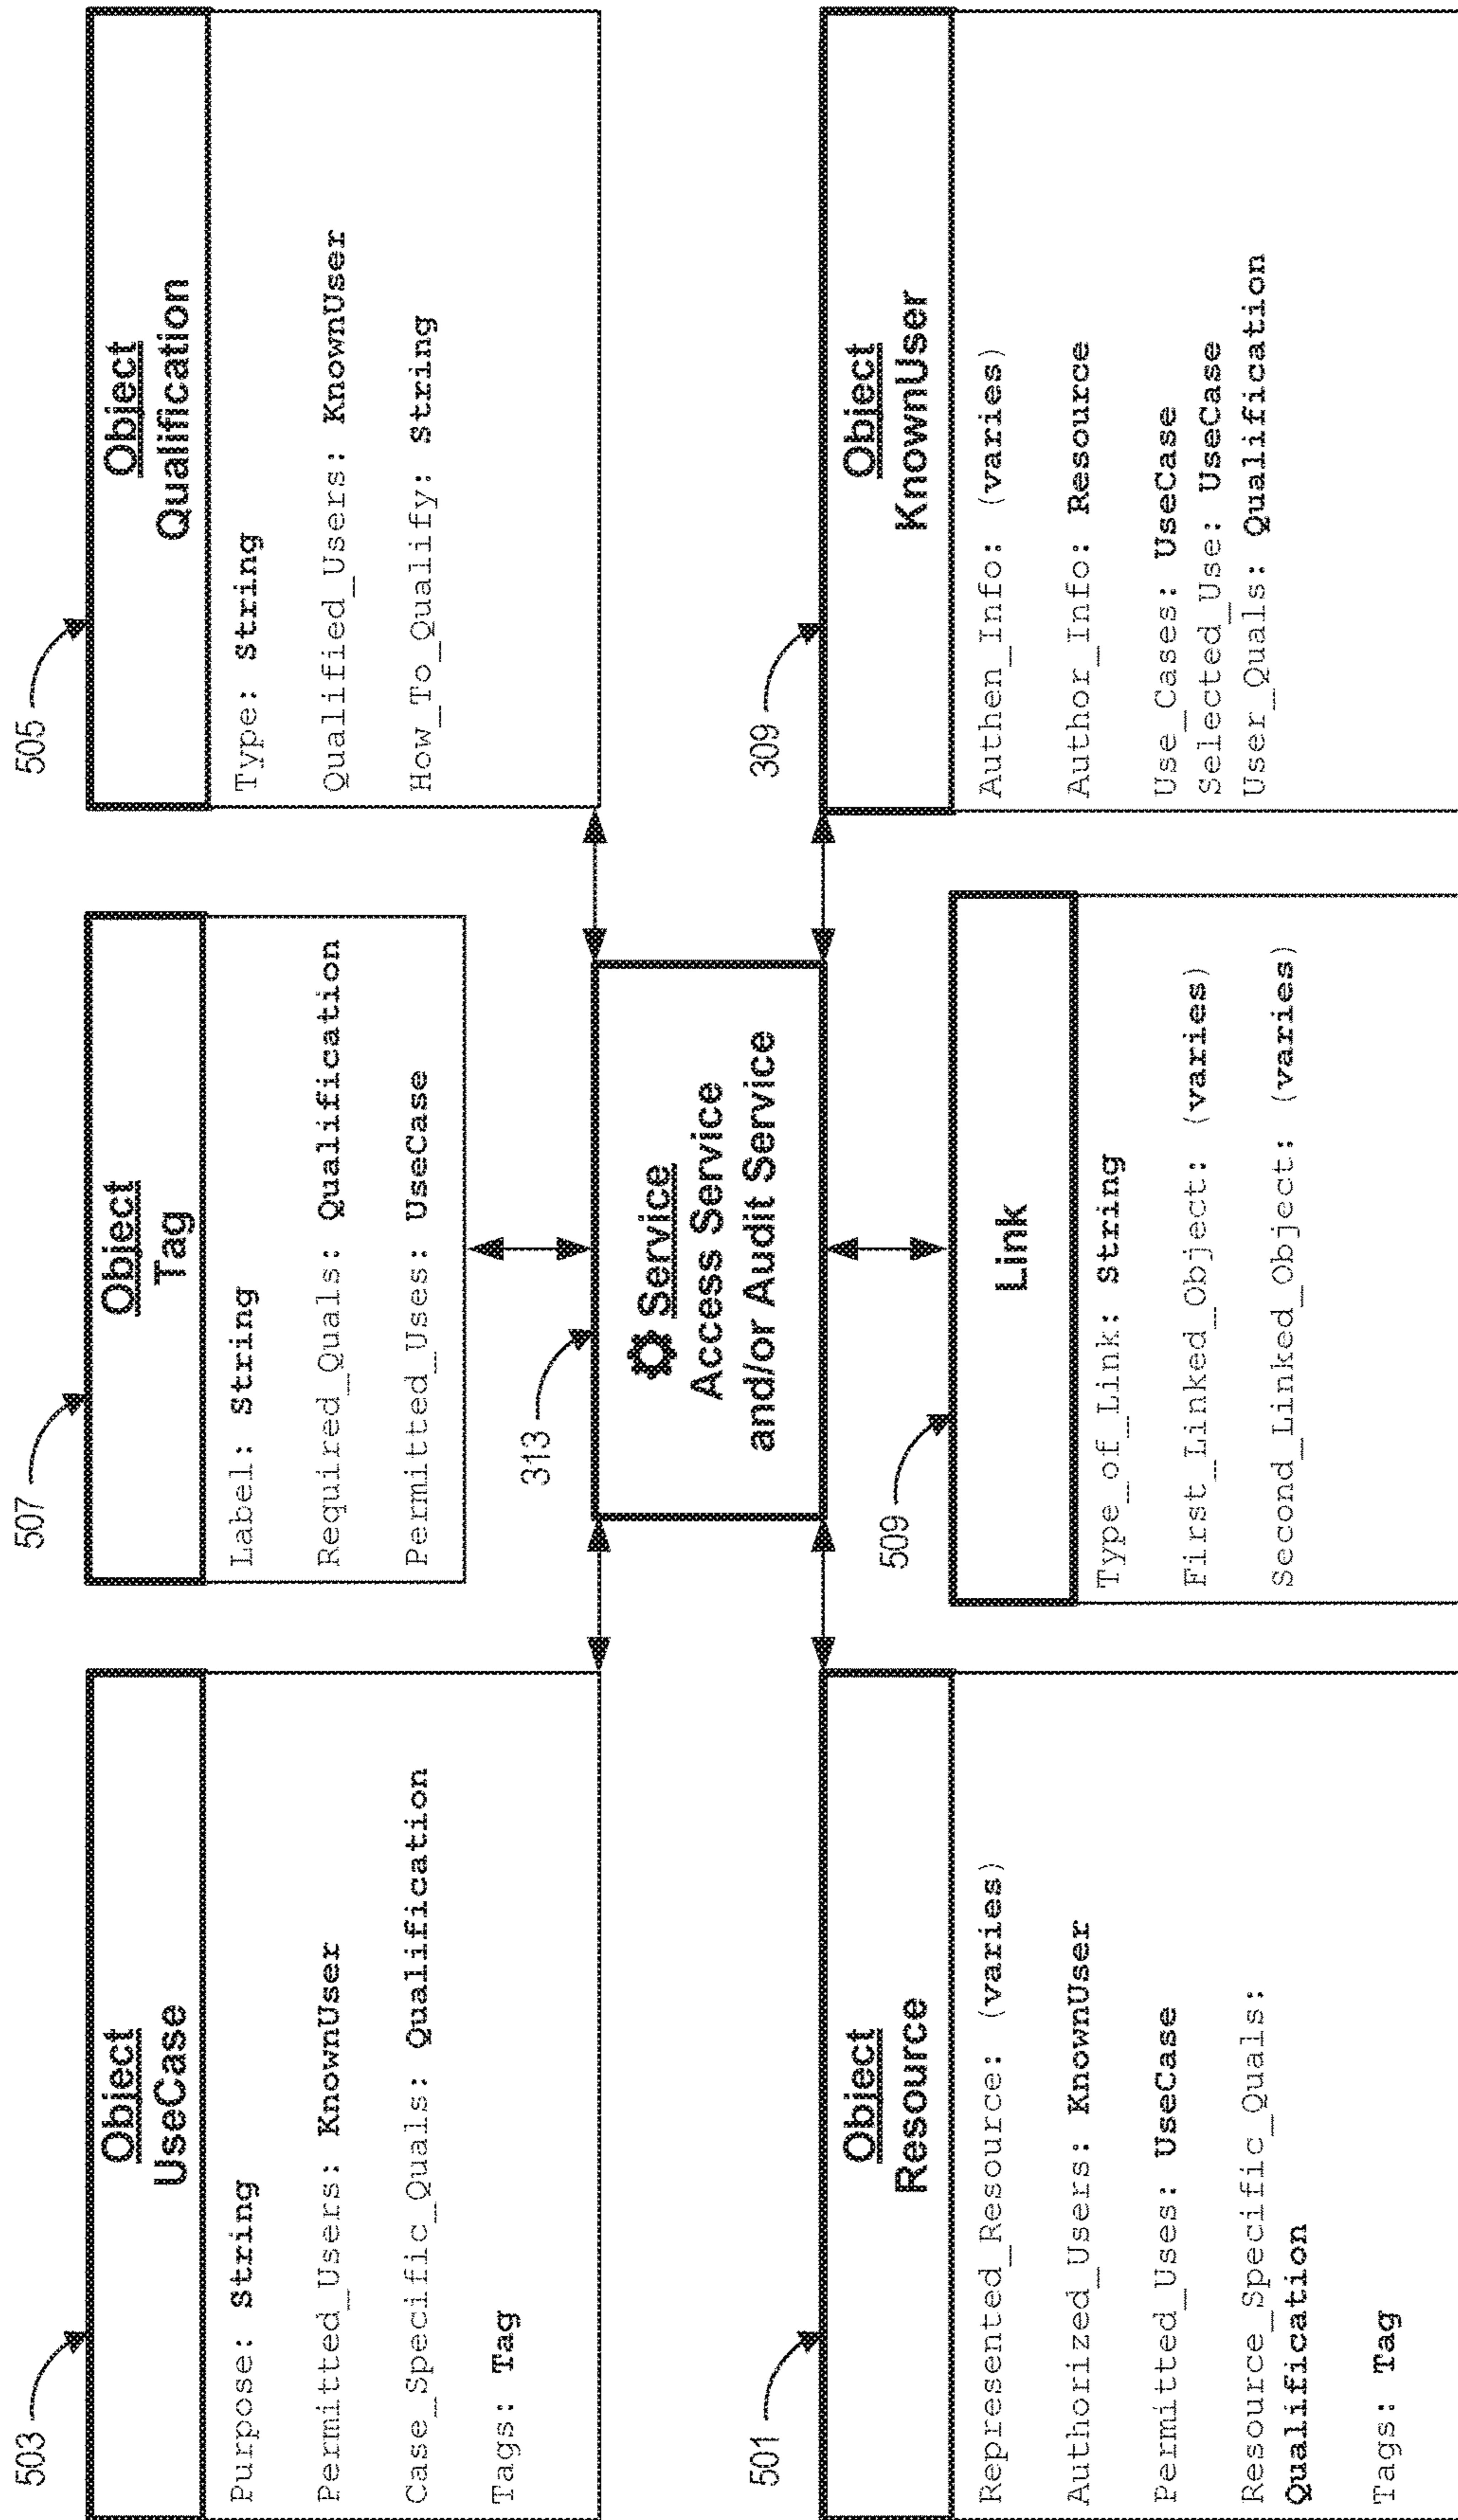 503
Object
UseCase
Purpose: String
Permitted_Users: KnownUser
Case_Specific_Quals: Qualification
Tags: Tag
507
Object
Tag
Label: String
Required_Quals: Qualification
Permitted_Uses: UseCase
505
Object
Qualification
Type: String
Qualified_Users: KnownUser
How_To_Qualify: String
313
Service
Access Service
and/or Audit Service
501
Object
Resource
Represented_Resource: (varies)
Authorized_Users: KnownUser
Permitted_Uses: UseCase
Resource_Specific_Quals:
Qualification
Tags: Tag
509
Link
Type_of_Link: String
First_Linked_Object: (varies)
Second_Linked_Object: (varies)
309
Object
KnownUser
Authen_Info: (varies)
Author_Info: Resource
Use_Cases: UseCase
Selected_Use: UseCase
User_Quals: Qualification